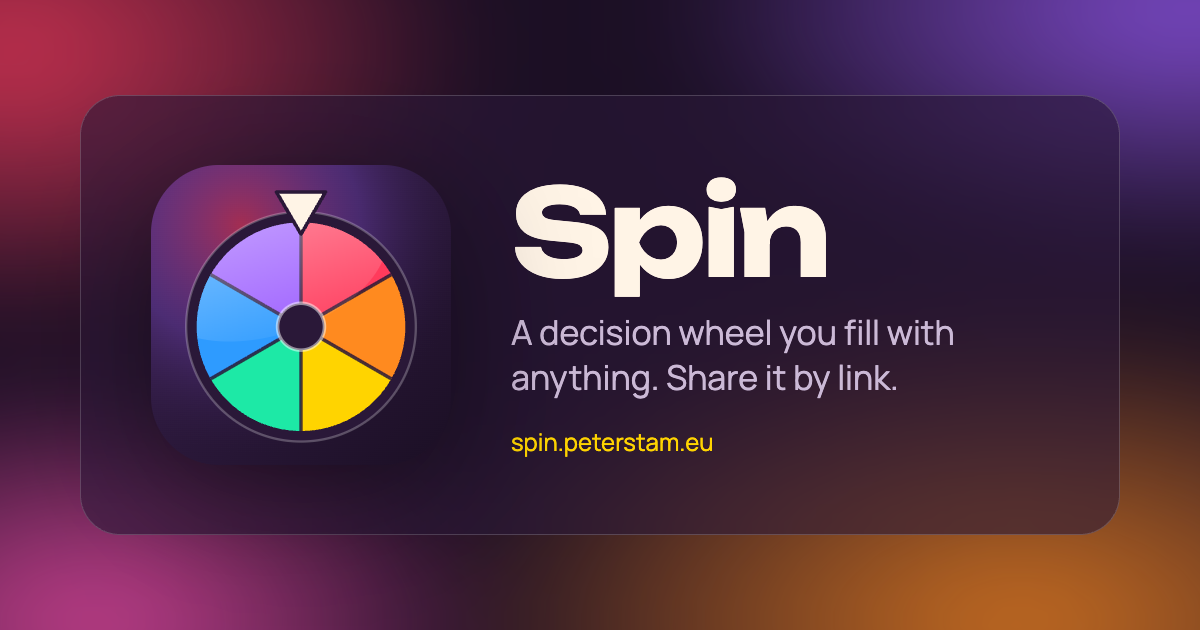 Spin
A decision wheel you fill with
anything. Share it by link.
spin.peterstam.eu